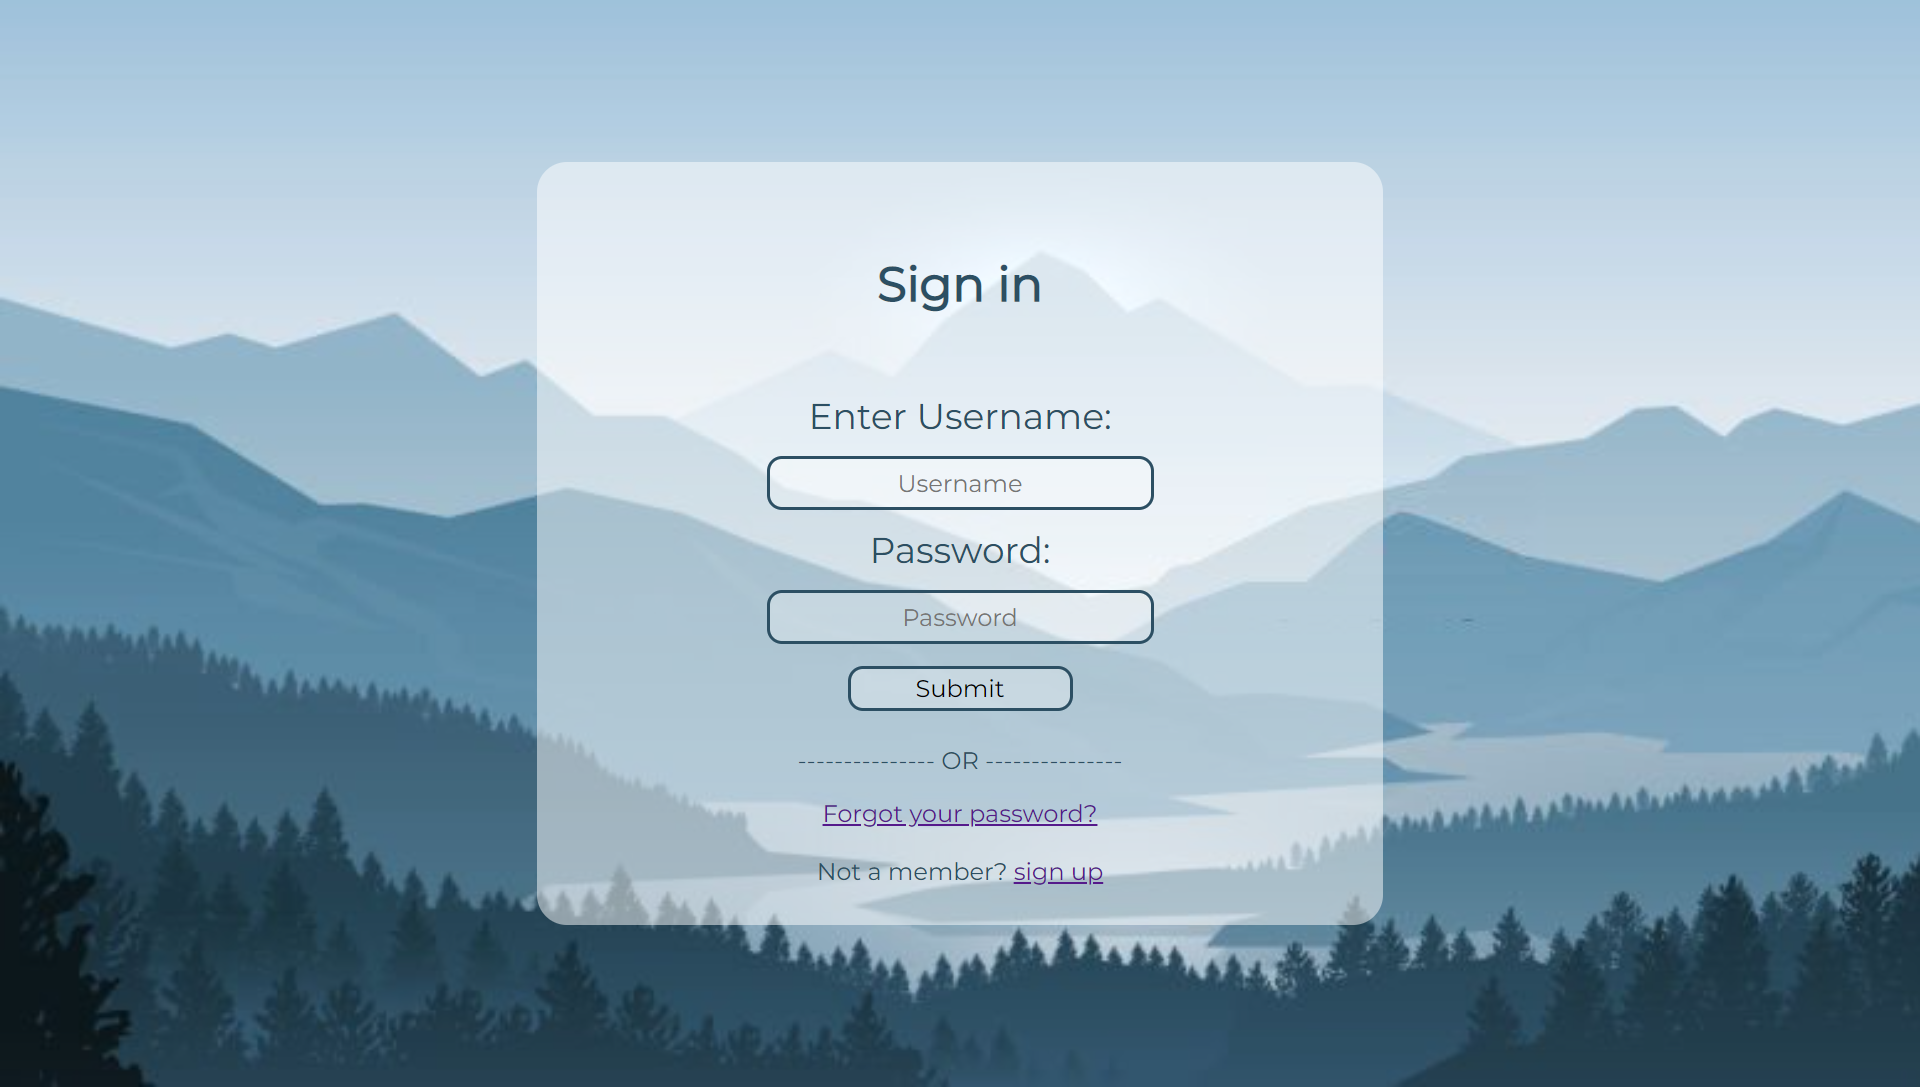 Sign in
Enter Username:
Username
Password:
Password
Submit
--------------- OR ---------------
Forgot your password?
Not a member? sign up